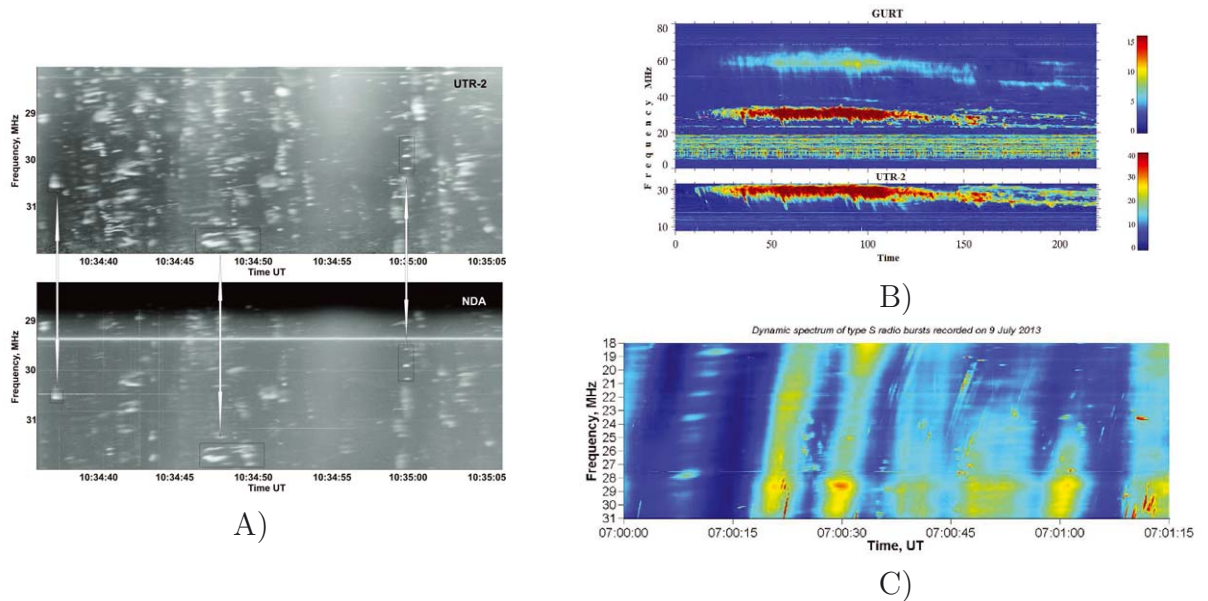 UTR-2
Frequency, MHz
29
30
31
10:34:40 10:34:45 10:34:50 10:34:55 10:35:00 10:35:05
Time UT
NDA
Frequency, MHz
29
30
31
10:34:40 10:34:45 10:34:50 10:34:55 10:35:00 10:35:05
Time UT
A)
GURT
Frequency MHz
80
60
40
20
0
15
10
5
0
UTR-2
30
20
10
40
30
20
10
0
0 50 100 150 200
Time
B)
Dynamic spectrum of type S radio bursts recorded on 9 July 2013
Frequency, MHz
18
19
20
21
22
23
24
25
26
27
28
29
30
31
07:00:00 07:00:15 07:00:30 07:00:45 07:01:00 07:01:15
Time, UT
C)